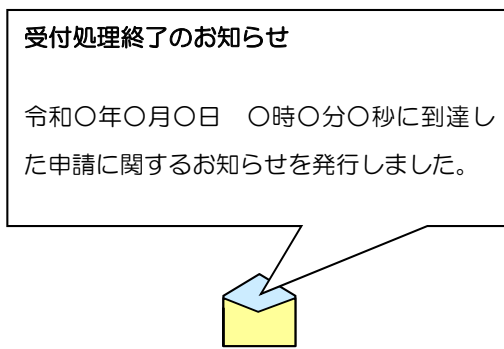 受付処理終了のお知らせ
令和〇年〇月〇日　〇時〇分〇秒に到達し
た申請に関するお知らせを発行しました。